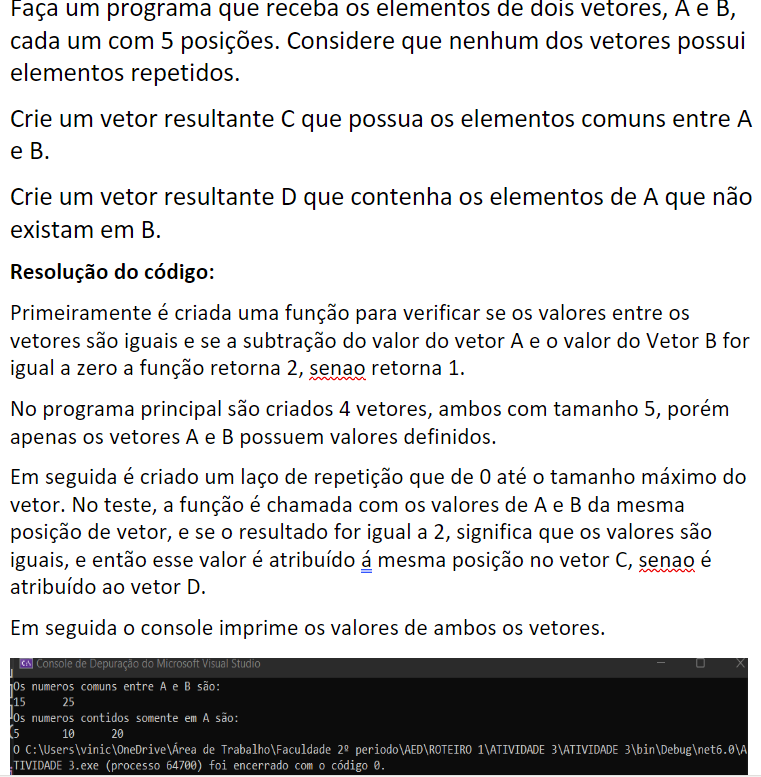 Faça um programa que receba os elementos de dois vetores, A e B,
cada um com 5 posições. Considere que nenhum dos vetores possui
elementos repetidos.
Crie um vetor resultante C que possua os elementos comuns entre A
e B.
Crie um vetor resultante D que contenha os elementos de A que não
existam em B.
Resolução do código:
Primeiramente é criada uma função para verificar se os valores entre os
vetores são iguais e se a subtração do valor do vetor A e o valor do Vetor B for
igual a zero a função retorna 2, senao retorna 1.
No programa principal são criados 4 vetores, ambos com tamanho 5, porém
apenas os vetores A e B possuem valores definidos.
Em seguida é criado um laço de repetição que de 0 até o tamanho máximo do
vetor. No teste, a função é chamada com os valores de A e B da mesma
posição de vetor, e se o resultado for igual a 2, significa que os valores são
iguais, e então esse valor é atribuído á mesma posição no vetor C, senao é
atribuído ao vetor D.
Em seguida o console imprime os valores de ambos os vetores.
Console de Depuração do Microsoft Visual Studio
Os numeros comuns entre A e B são:
15 25
Os numeros contidos somente em A são:
5 10 20
O C:\Users\vinic\OneDrive\Área de Trabalho\Faculdade 2º periodo\AED\ROTEIRO 1\ATIVIDADE 3\ATIVIDADE 3\bin\Debug\net6.0\A
TIVIDADE 3.exe (processo 64700) foi encerrado com o código 0.